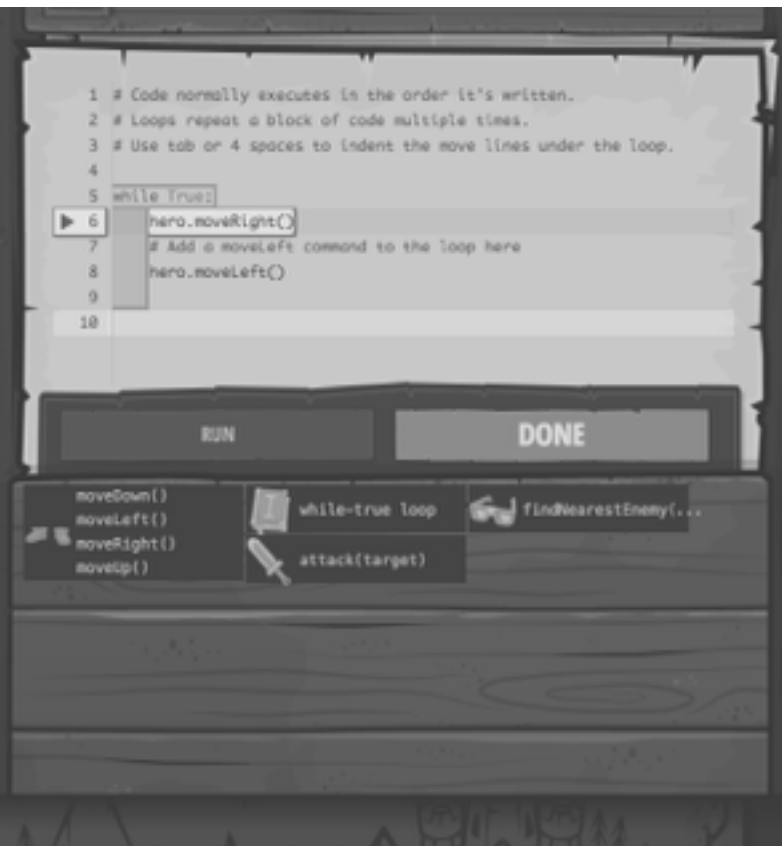 1 # Code normally executes in the order it's written.
2 # Loops repeat a block of code multiple times.
3 # Use tab or 4 spaces to indent the move lines under the loop.
4
5 while True:
6 hero.moveRight()
7 # Add a moveLeft command to the loop here
8 hero.moveLeft()
9
10
RUN DONE
moveDown()
moveLeft()
moveRight()
moveUp()
while-true loop
attack(target)
findNearestEnemy(...